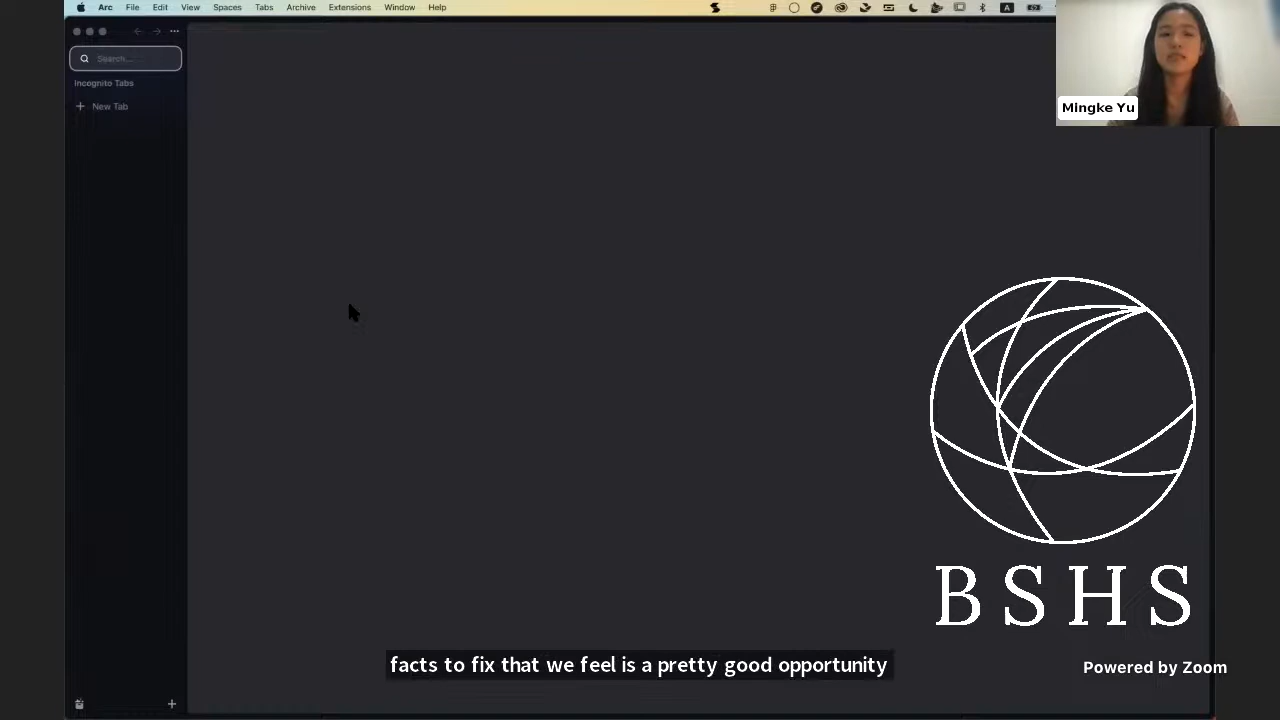 Arc File Edit View Spaces Tabs Archive Extensions Window Help
A
Search...
Incognito Tabs
+ New Tab
Mingke Yu
BSHS
facts to fix that we feel is a pretty good opportunity
Powered by Zoom